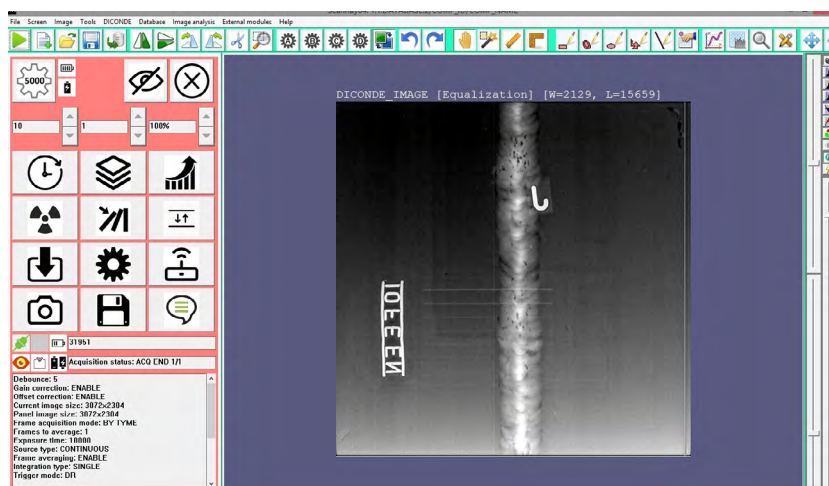 File Screen Image Tools DICONDE Database Image analysis External modules Help
5000
10 1 100%
31951
Acquisition status: ACQ END 1/1
Debounce: 5
Gain correction: ENABLE
Offset correction: ENABLE
Current image size: 3072x2304
Panel image size: 3072x2304
Frame acquisition mode: BY TYME
Frames to average: 1
Exposure time: 10000
Source type: CONTINUOUS
Frame averaging: ENABLE
Integration type: SINGLE
Trigger mode: DR
DICONDE_IMAGE [Equalization] [W=2129, L=15659]
10FEEN